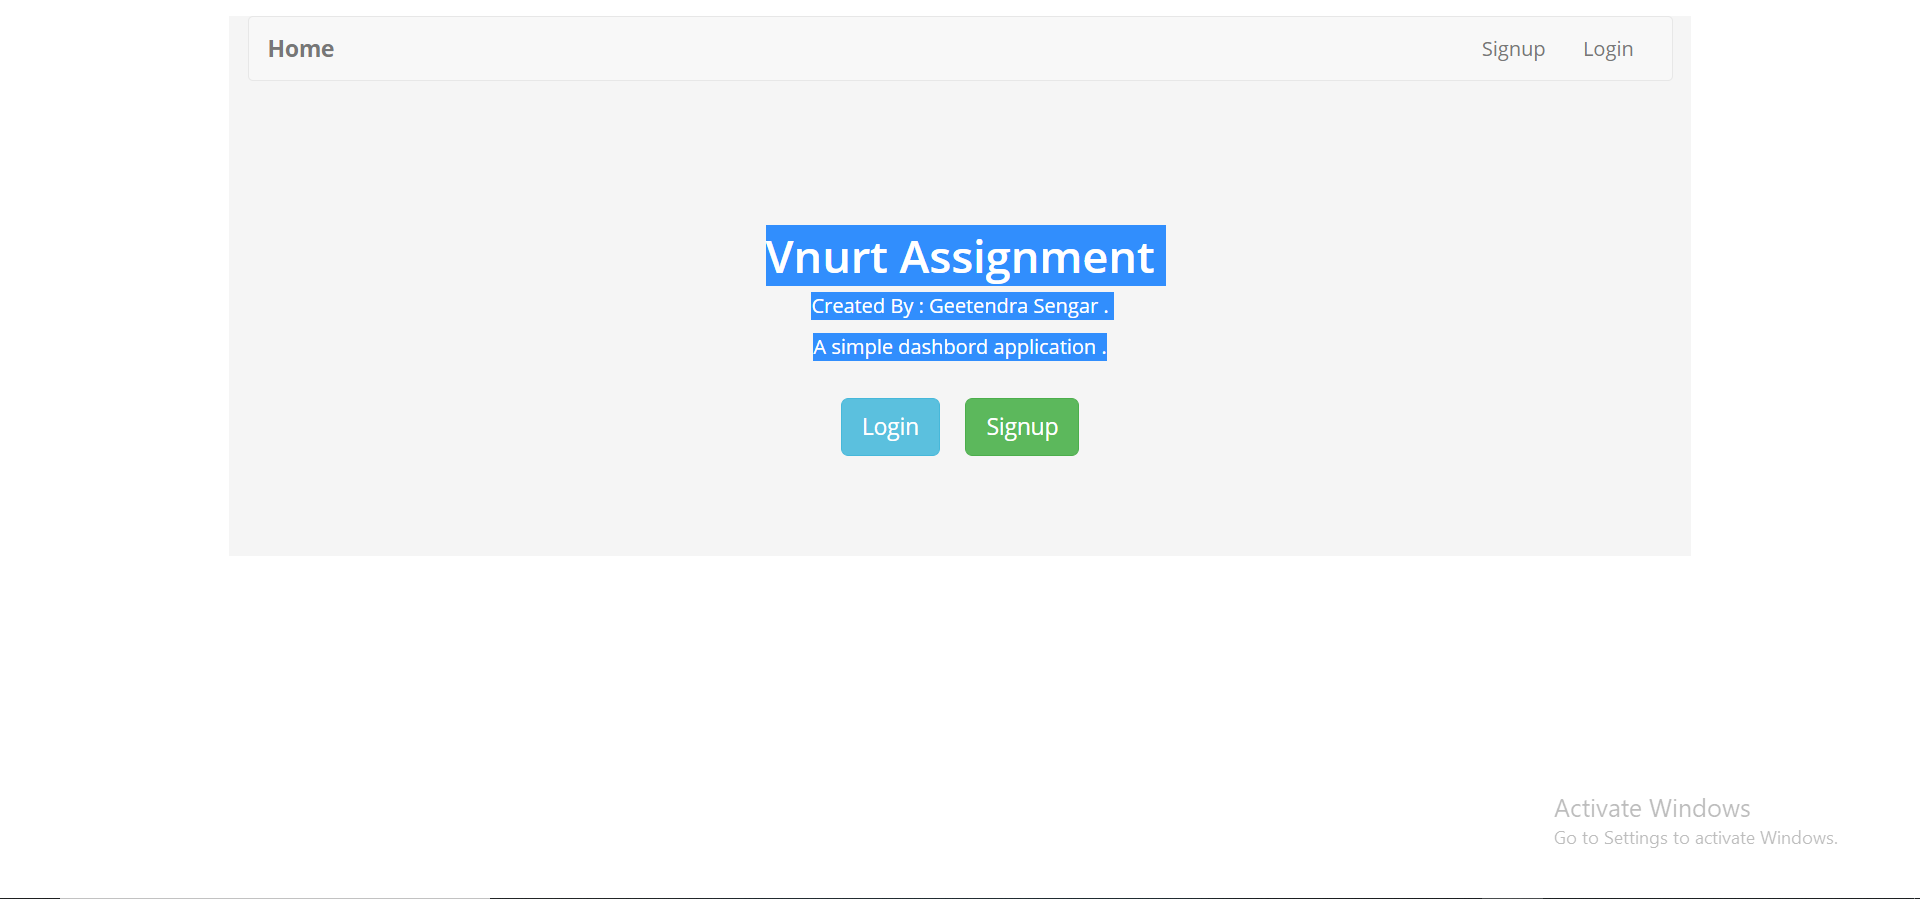 Home Signup Login
Vnurt Assignment
Created By : Geetendra Sengar .
A simple dashbord application .
Login Signup
Activate Windows
Go to Settings to activate Windows.